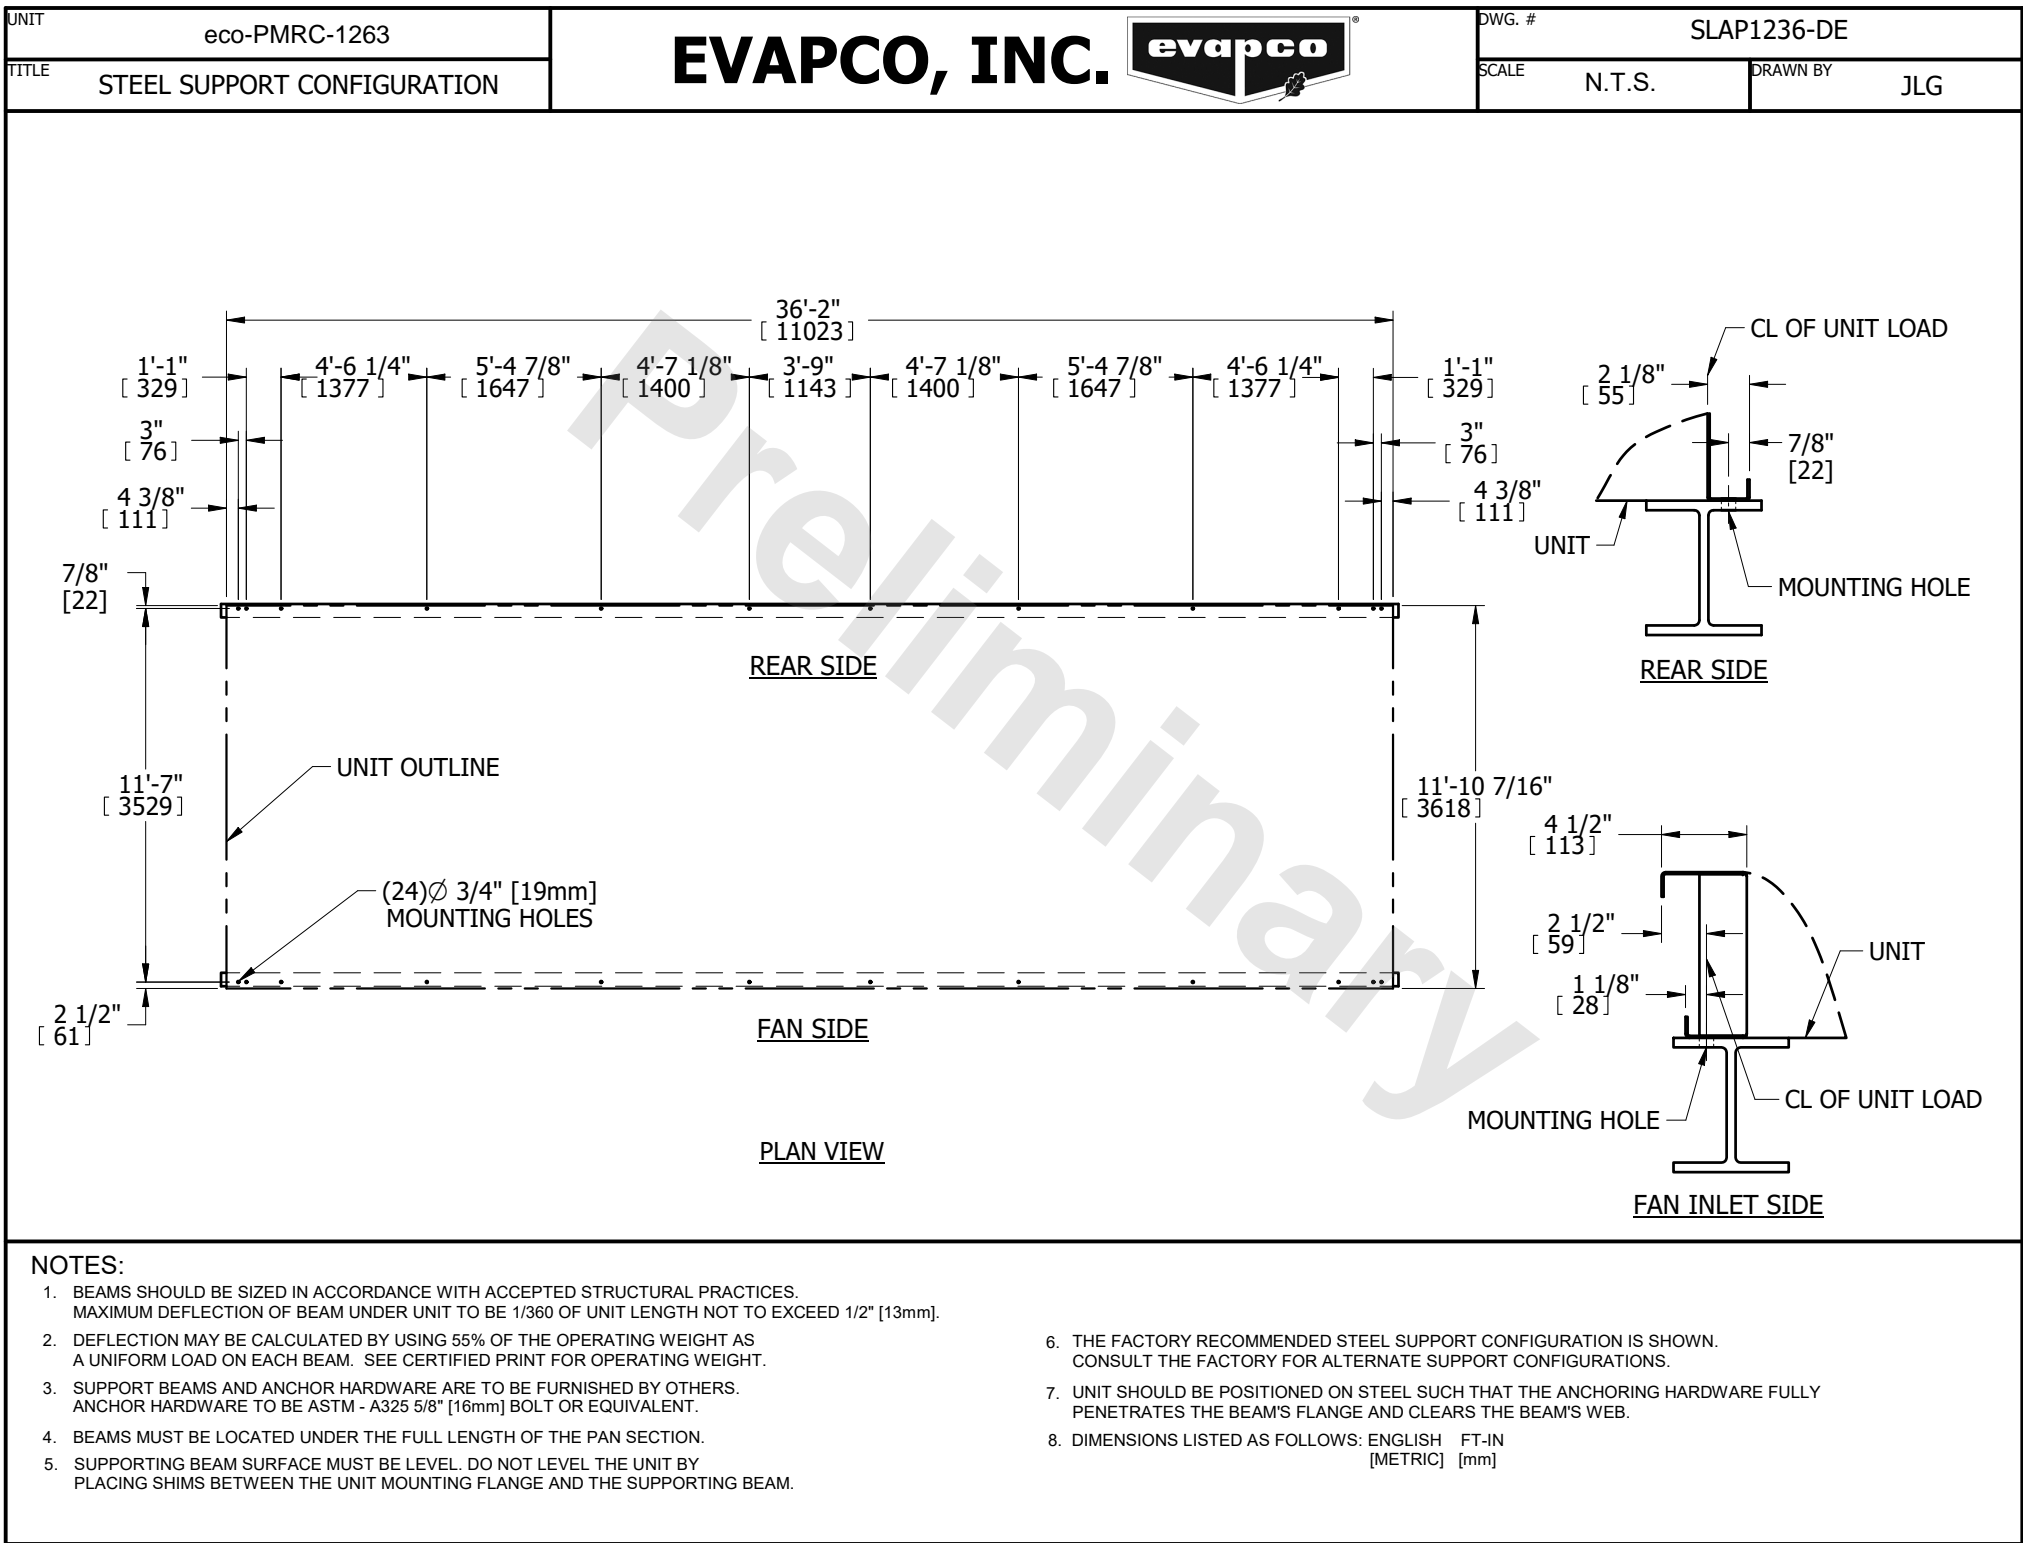 UNIT
eco-PMRC-1263
TITLE
STEEL SUPPORT CONFIGURATION
EVAPCO, INC.
evapco
®
DWG. #
SLAP1236-DE
SCALE
N.T.S.
DRAWN BY
JLG
36'-2"
[ 11023]
1'-1"
[ 329]
4'-6 1/4"
[ 1377 ]
5'-4 7/8"
[ 1647 ]
4'-7 1/8"
[ 1400 ]
3'-9"
[ 1143 ]
4'-7 1/8"
[ 1400 ]
5'-4 7/8"
[ 1647 ]
4'-6 1/4"
[ 1377 ]
1'-1"
[ 329]
3"
[ 76]
3"
[ 76]
4 3/8"
[ 111]
4 3/8"
[ 111]
7/8"
[22]
REAR SIDE
UNIT OUTLINE
11'-7"
[ 3529]
11'-10 7/16"
[ 3618]
(24)Ø 3/4" [19mm]
MOUNTING HOLES
2 1/2"
[ 61]
FAN SIDE
PLAN VIEW
Preliminary
CL OF UNIT LOAD
2 1/8"
[ 55]
7/8"
[22]
UNIT
MOUNTING HOLE
REAR SIDE
4 1/2"
[ 113]
2 1/2"
[ 59]
1 1/8"
[ 28]
UNIT
CL OF UNIT LOAD
MOUNTING HOLE
FAN INLET SIDE
NOTES:
1. BEAMS SHOULD BE SIZED IN ACCORDANCE WITH ACCEPTED STRUCTURAL PRACTICES.
MAXIMUM DEFLECTION OF BEAM UNDER UNIT TO BE 1/360 OF UNIT LENGTH NOT TO EXCEED 1/2" [13mm].
2. DEFLECTION MAY BE CALCULATED BY USING 55% OF THE OPERATING WEIGHT AS
A UNIFORM LOAD ON EACH BEAM. SEE CERTIFIED PRINT FOR OPERATING WEIGHT.
3. SUPPORT BEAMS AND ANCHOR HARDWARE ARE TO BE FURNISHED BY OTHERS.
ANCHOR HARDWARE TO BE ASTM - A325 5/8" [16mm] BOLT OR EQUIVALENT.
4. BEAMS MUST BE LOCATED UNDER THE FULL LENGTH OF THE PAN SECTION.
5. SUPPORTING BEAM SURFACE MUST BE LEVEL. DO NOT LEVEL THE UNIT BY
PLACING SHIMS BETWEEN THE UNIT MOUNTING FLANGE AND THE SUPPORTING BEAM.
6. THE FACTORY RECOMMENDED STEEL SUPPORT CONFIGURATION IS SHOWN.
CONSULT THE FACTORY FOR ALTERNATE SUPPORT CONFIGURATIONS.
7. UNIT SHOULD BE POSITIONED ON STEEL SUCH THAT THE ANCHORING HARDWARE FULLY
PENETRATES THE BEAM'S FLANGE AND CLEARS THE BEAM'S WEB.
8. DIMENSIONS LISTED AS FOLLOWS: ENGLISH FT-IN
[METRIC] [mm]